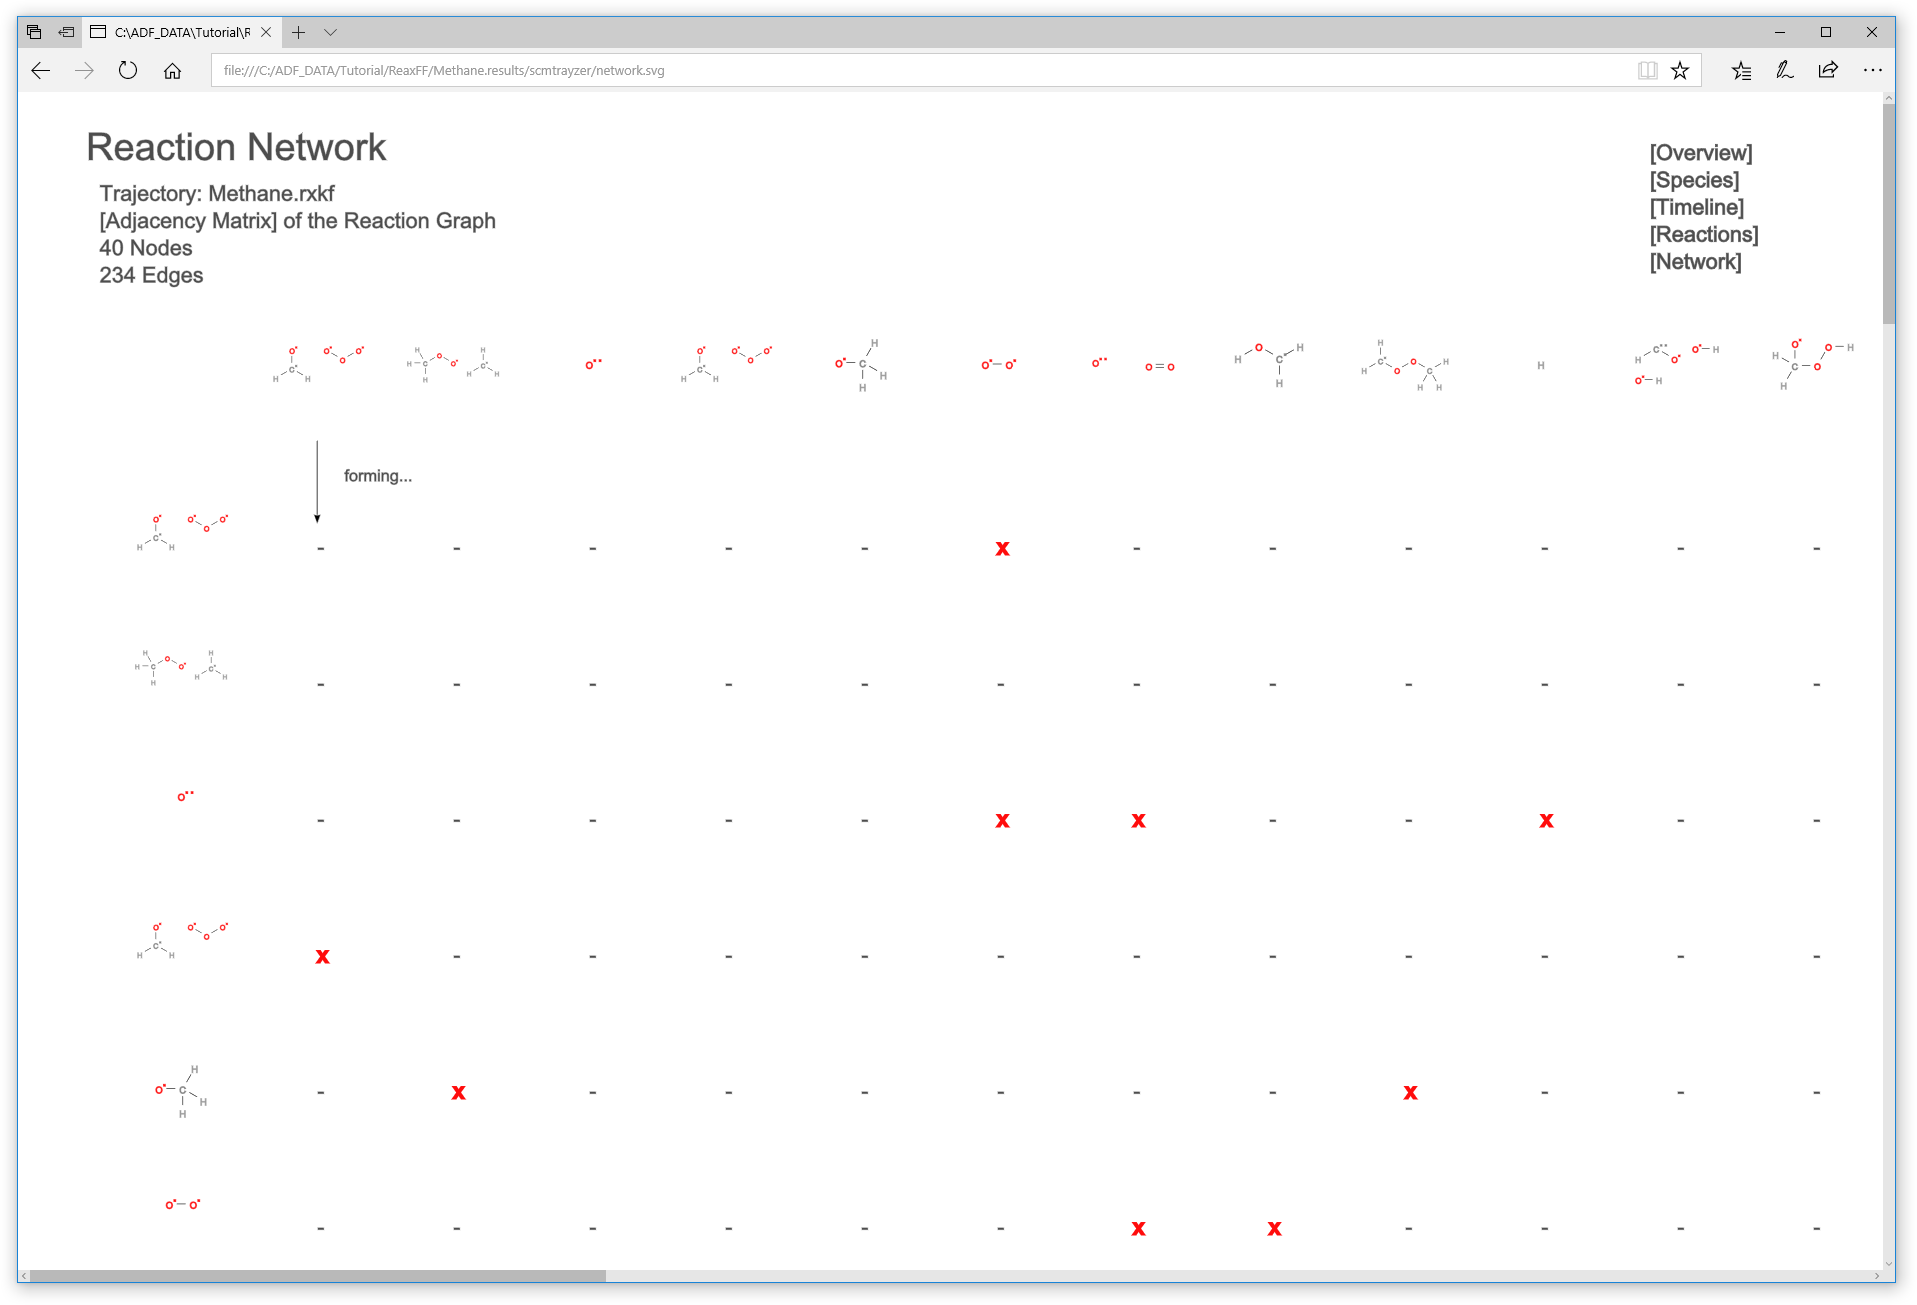 C:\ADF_DATA\Tutorial\R
file:///C:/ADF_DATA/Tutorial/ReaxFF/Methane.results/scmtrayzer/network.svg
Reaction Network
Trajectory: Methane.rxkf
[Adjacency Matrix] of the Reaction Graph
40 Nodes
234 Edges
[Overview]
[Species]
[Timeline]
[Reactions]
[Network]
forming...
- - - - - x - - - - - -
- - - - - - - - - - - -
- - - - - x x - - x - -
x - - - - - - - - - - -
- x - - - - - - x - - -
- - - - - - x x - - - -